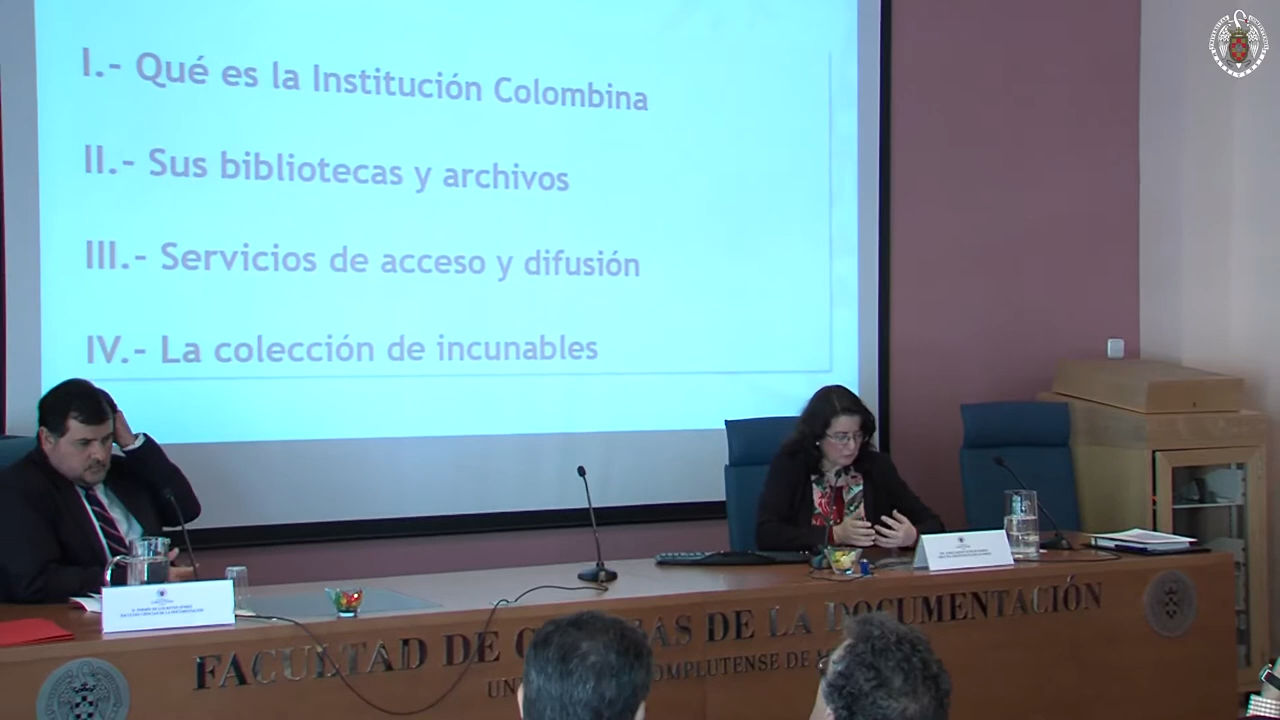 I.- Qué es la Institución Colombina
II.- Sus bibliotecas y archivos
III.- Servicios de acceso y difusión
IV.- La colección de incunables
FACULTAD DE C AS DE LA DOCUMENTACIÓN
UN OMPLUTENSE DE M